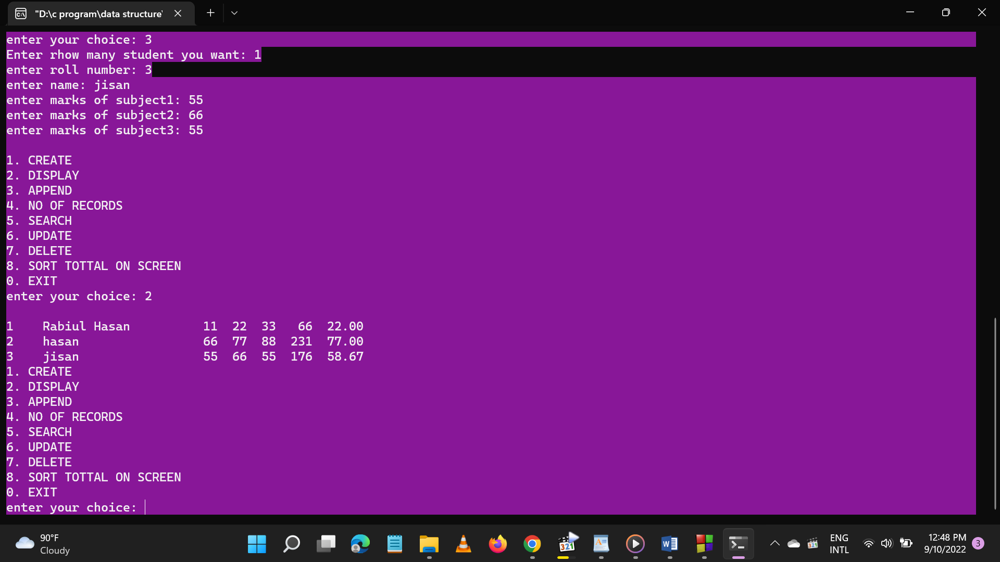 "D:\c program\data structure\
enter your choice: 3
Enter rhow many student you want: 1
enter roll number: 3
enter name: jisan
enter marks of subject1: 55
enter marks of subject2: 66
enter marks of subject3: 55
1. CREATE
2. DISPLAY
3. APPEND
4. NO OF RECORDS
5. SEARCH
6. UPDATE
7. DELETE
8. SORT TOTTAL ON SCREEN
0. EXIT
enter your choice: 2
1 Rabiul Hasan 11 22 33 66 22.00
2 hasan 66 77 88 231 77.00
3 jisan 55 66 55 176 58.67
1. CREATE
2. DISPLAY
3. APPEND
4. NO OF RECORDS
5. SEARCH
6. UPDATE
7. DELETE
8. SORT TOTTAL ON SCREEN
0. EXIT
enter your choice:
90°F
Cloudy
321
W
321
ENG
INTL
12:48 PM
9/10/2022
3